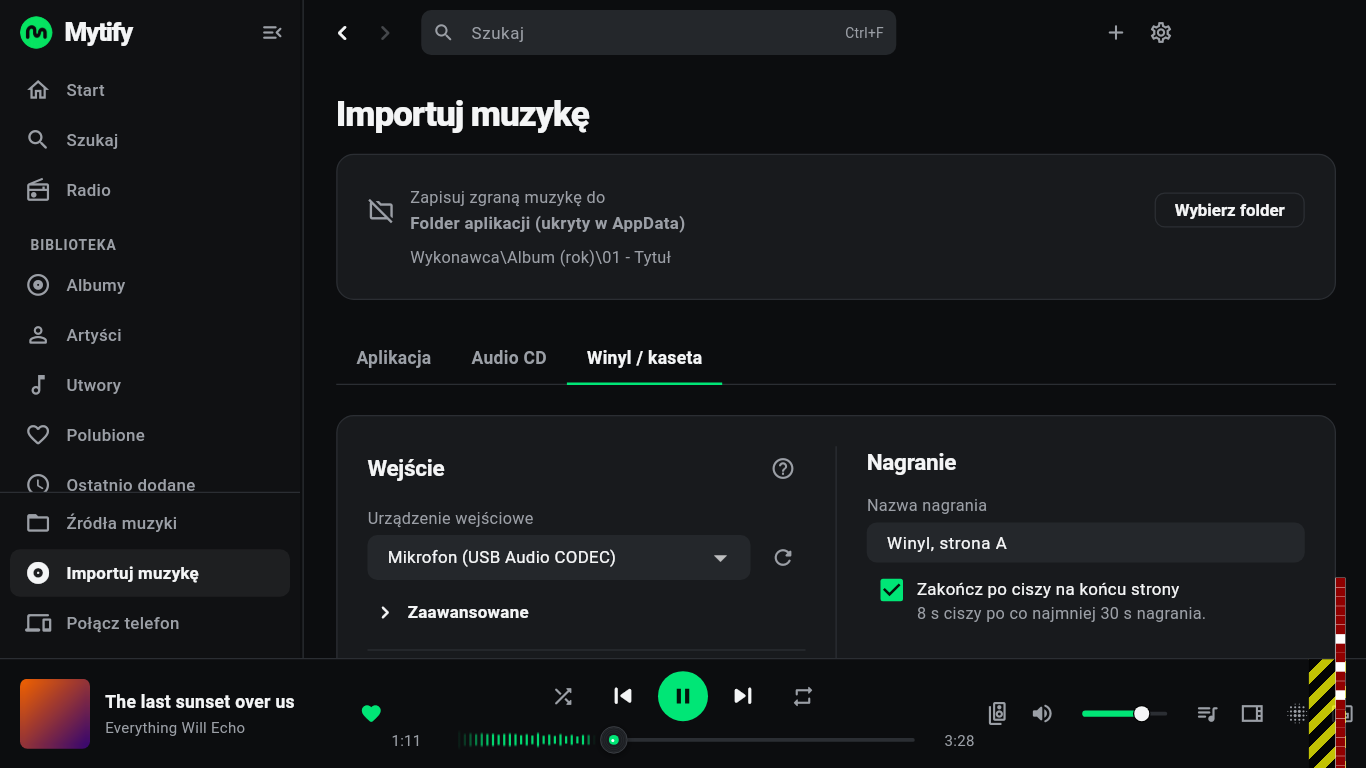 Mytify
Szukaj
Ctrl+F
Start
Szukaj
Radio
BIBLIOTEKA
Albumy
Artyści
Utwory
Polubione
Ostatnio dodane
Źródła muzyki
Importuj muzykę
Połącz telefon
Importuj muzykę
Zapisuj zgraną muzykę do
Folder aplikacji (ukryty w AppData)
Wykonawca\Album (rok)\01 - Tytuł
Wybierz folder
Aplikacja
Audio CD
Winyl / kaseta
Wejście
Urządzenie wejściowe
Mikrofon (USB Audio CODEC)
Zaawansowane
Nagranie
Nazwa nagrania
Winyl, strona A
Zakończ po ciszy na końcu strony
8 s ciszy po co najmniej 30 s nagrania.
The last sunset over us
Everything Will Echo
1:11
3:28